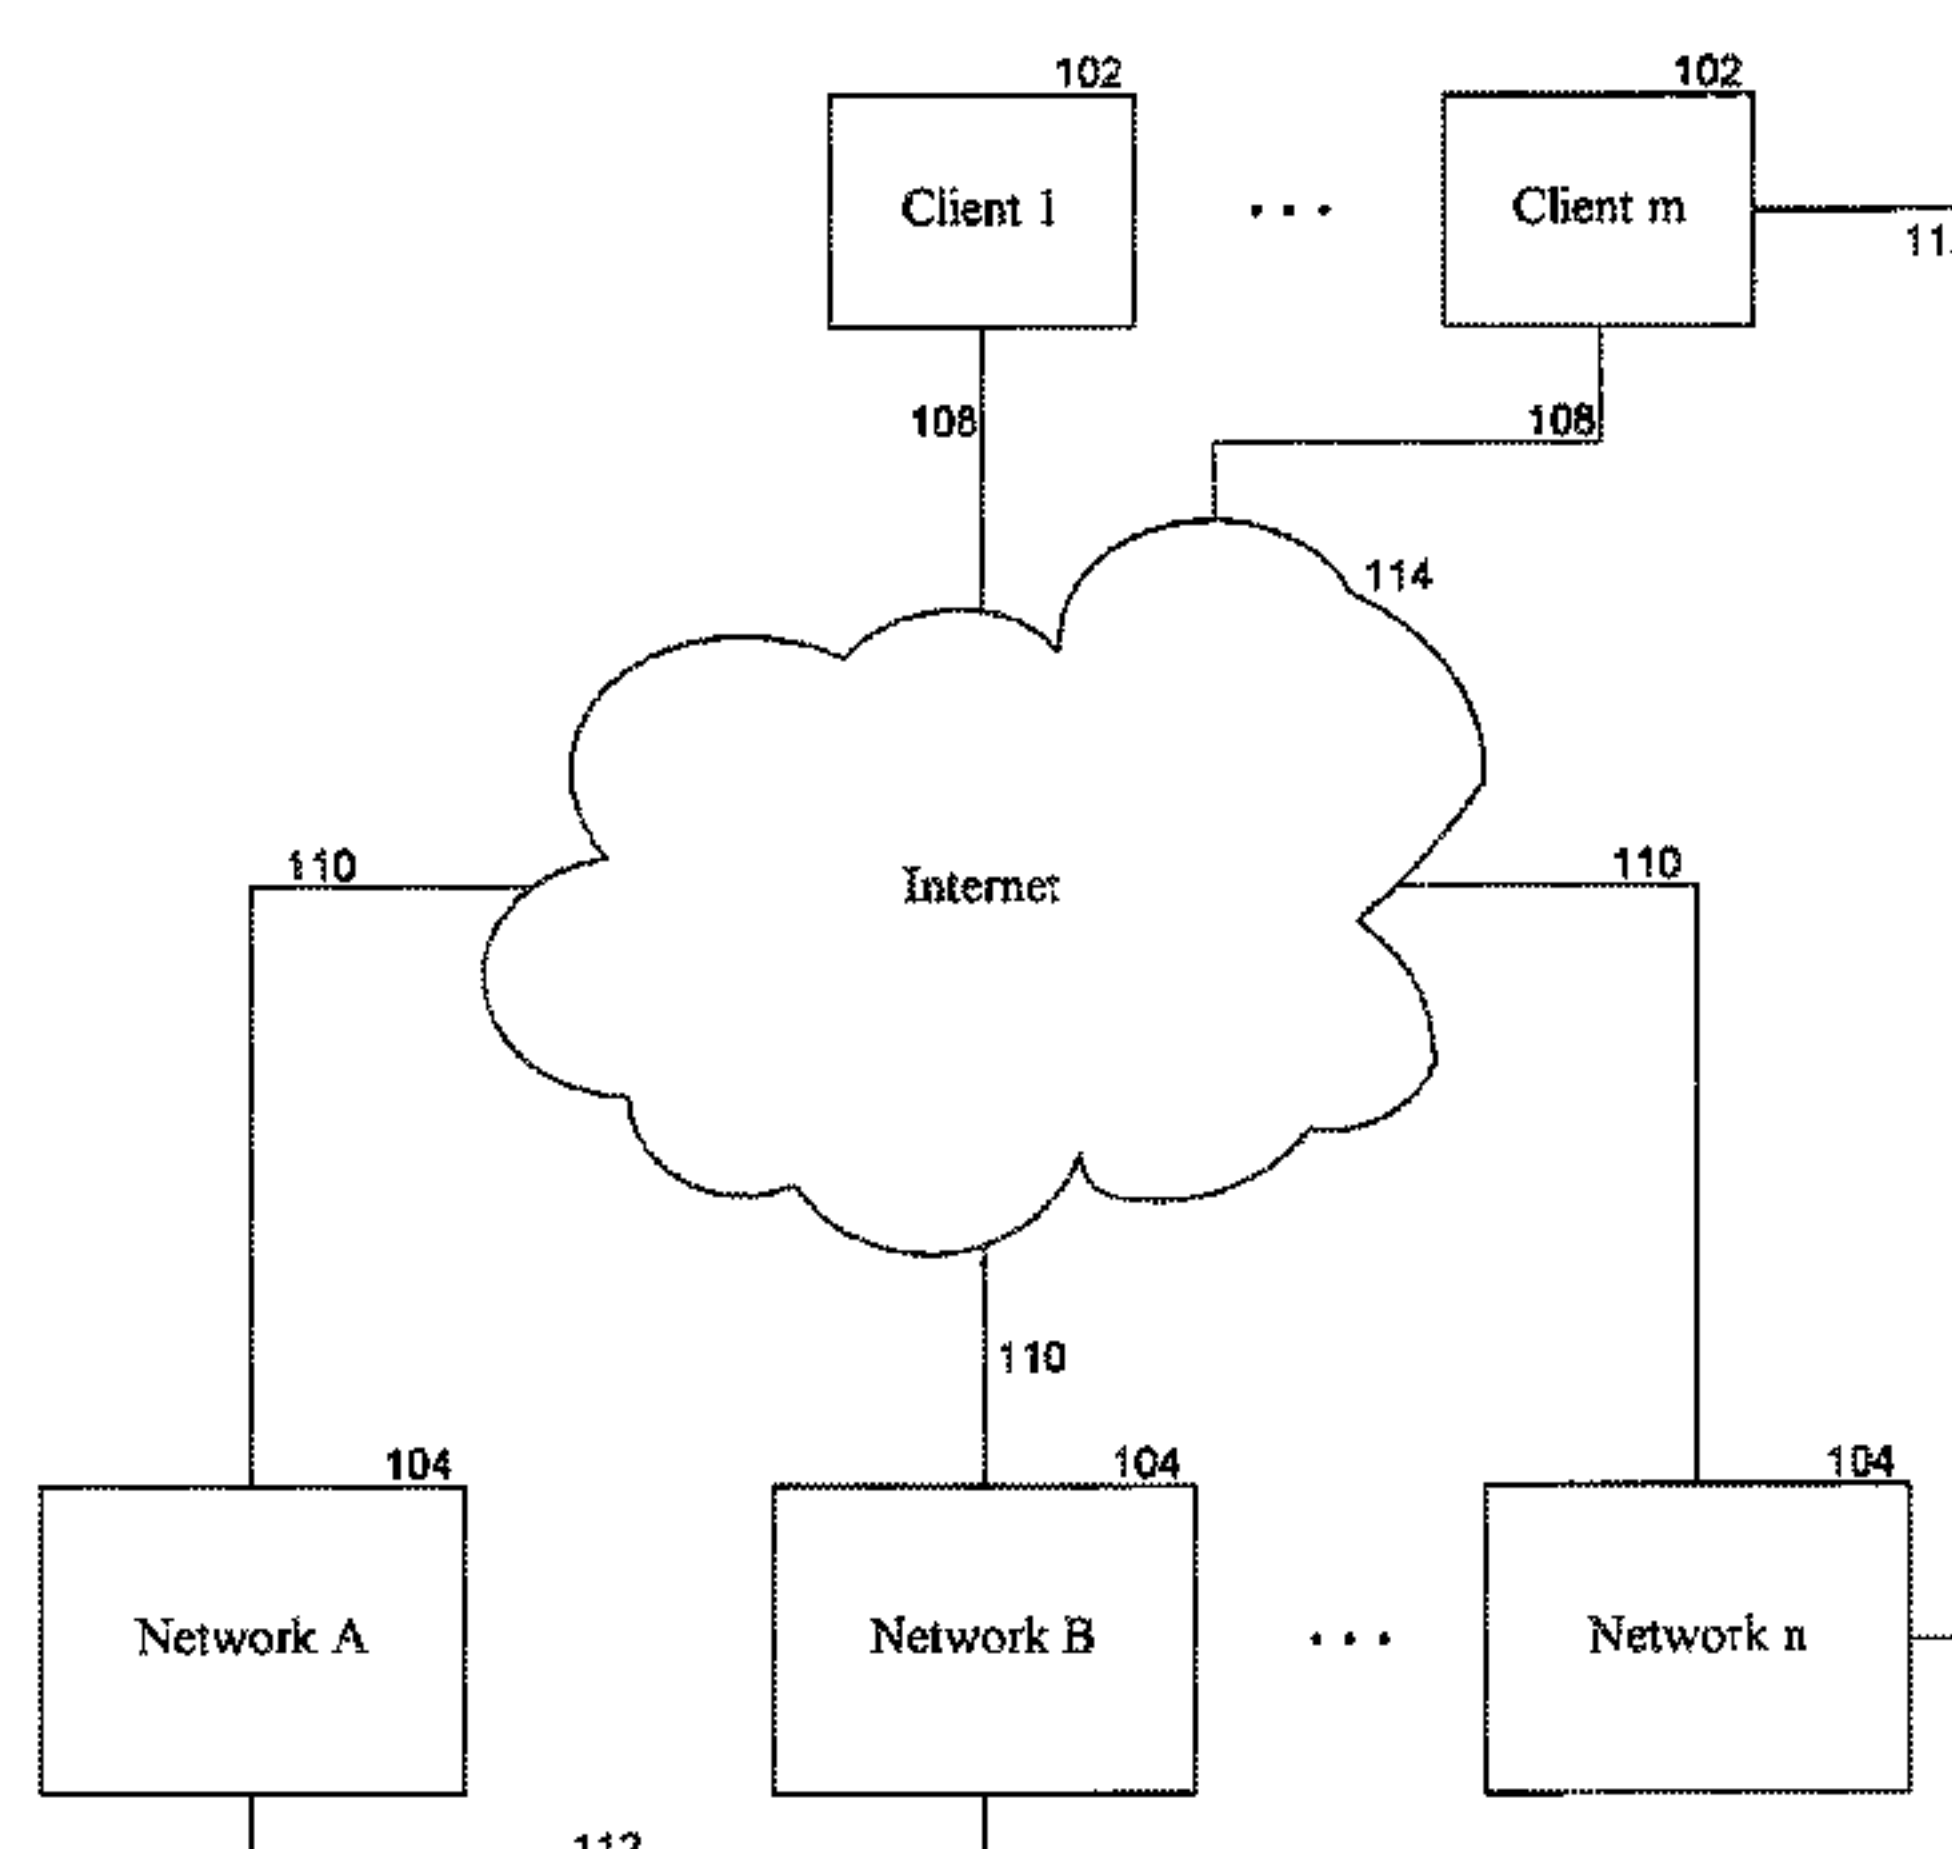 102
102
Client 1
• • •
Client m
108
108
114
110
Internet
110
110
104
104
104
Network A
Network B
• • •
Network n